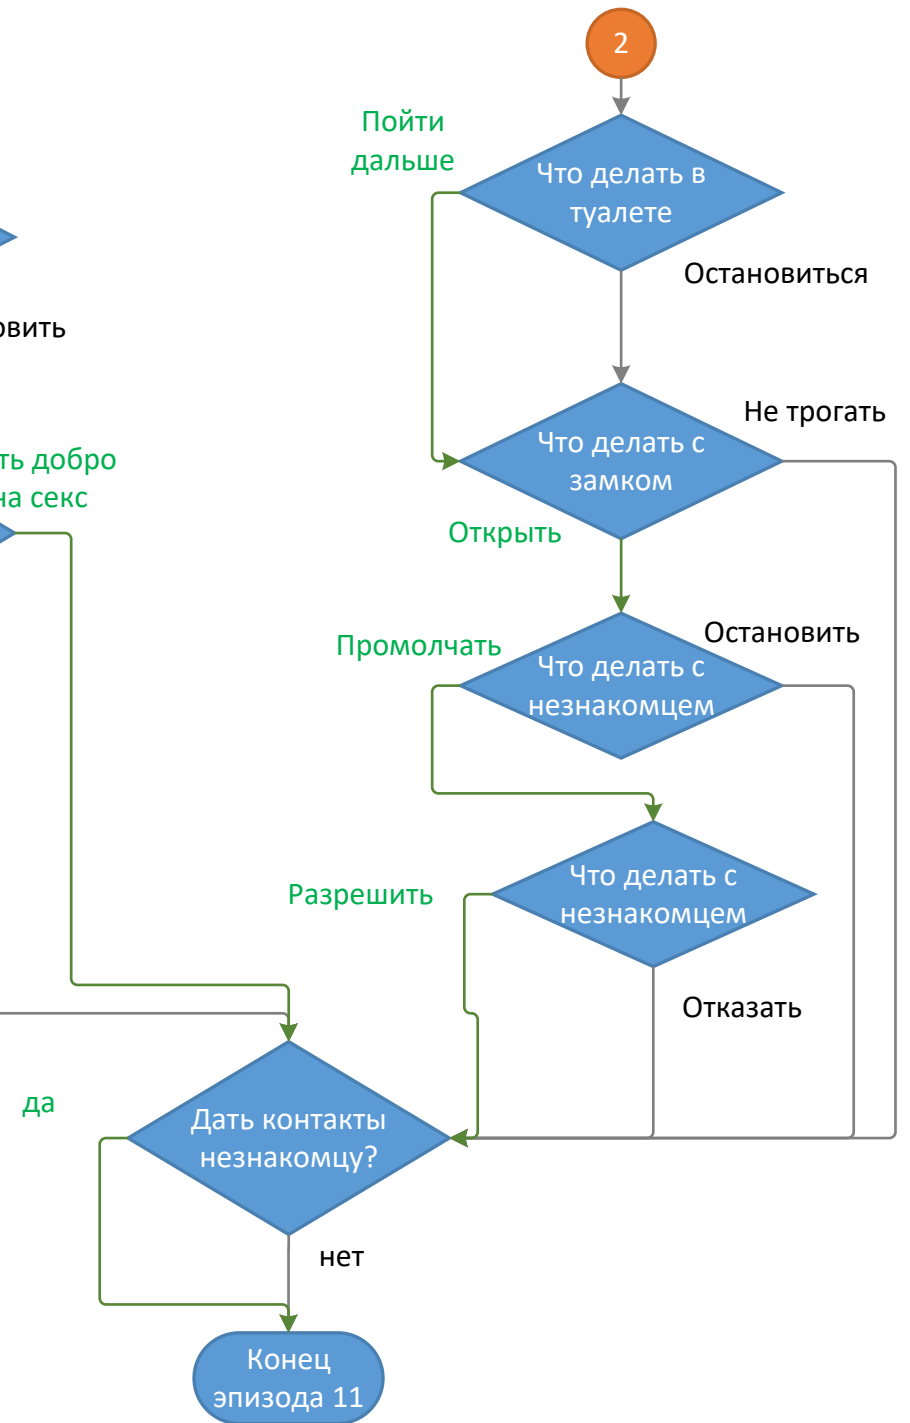 2
Пойти
дальше
Что делать в
туалете
Остановиться
овить
Не трогать
Что делать с
замком
ть добро
на секс
Открыть
Остановить
Промолчать
Что делать с
незнакомцем
Что делать с
незнакомцем
Разрешить
Отказать
да
Дать контакты
незнакомцу?
нет
Конец
эпизода 11